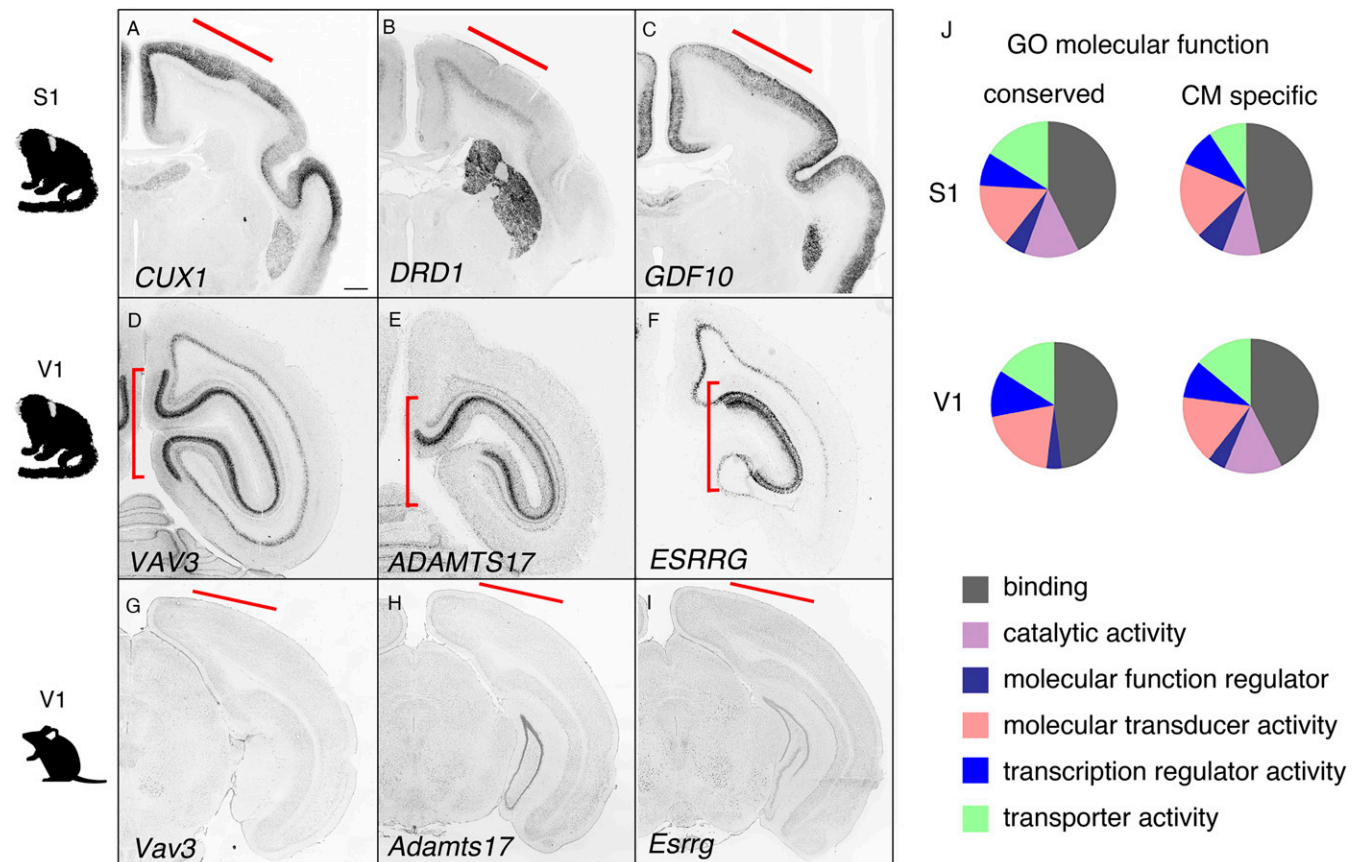 S1
A
CUX1
B
DRD1
C
GDF10
V1
D
VAV3
E
ADAMTS17
F
ESRRG
V1
G
Vav3
H
Adamts17
I
Esrrg
J
GO molecular function
conserved
CM specific
S1
V1
binding
catalytic activity
molecular function regulator
molecular transducer activity
transcription regulator activity
transporter activity